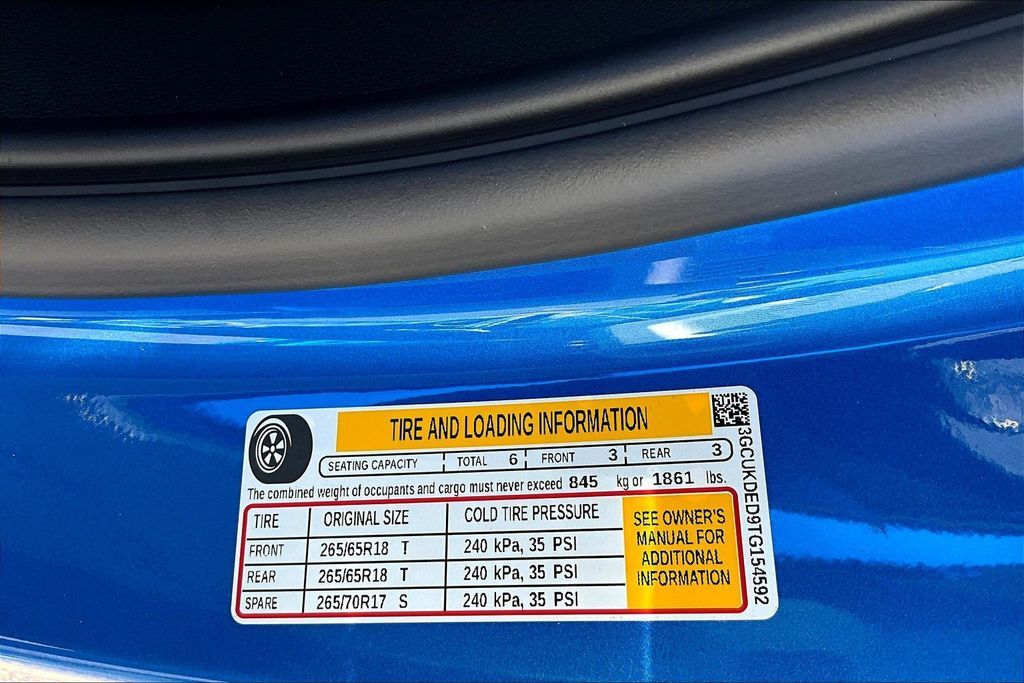 TIRE AND LOADING INFORMATION
SEATING CAPACITY TOTAL 6 FRONT 3 REAR 3
The combined weight of occupants and cargo must never exceed 845 kg or 1861 lbs.
TIRE ORIGINAL SIZE COLD TIRE PRESSURE
FRONT 265/65R18 T 240 kPa, 35 PSI
REAR 265/65R18 T 240 kPa, 35 PSI
SPARE 265/70R17 S 240 kPa, 35 PSI
SEE OWNER'S
MANUAL FOR
ADDITIONAL
INFORMATION
3GCUKDED9TG154592